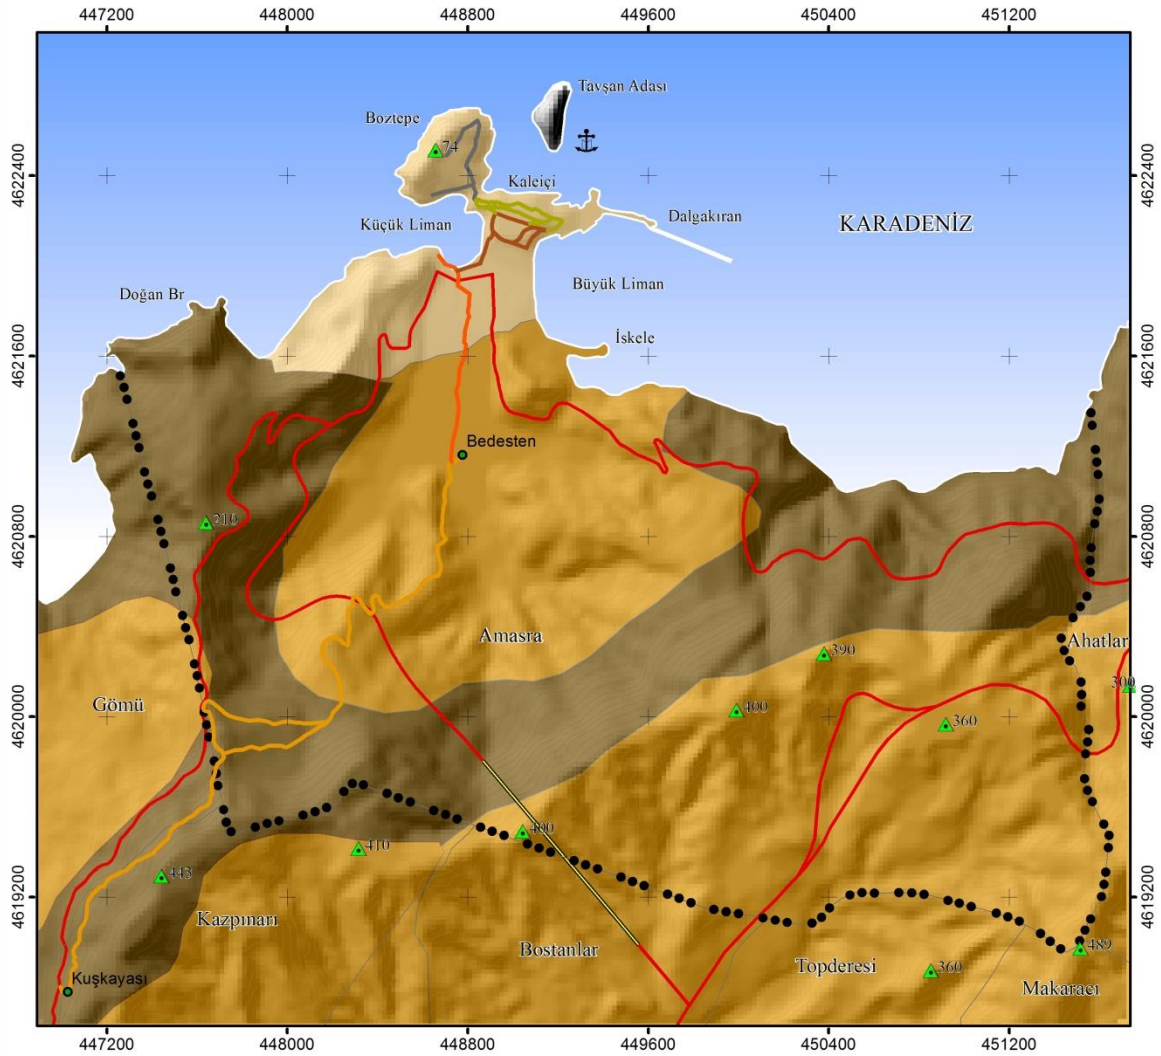 447200 448000 448800 449600 450400 451200
Tavşan Adası
Boztepe
74
4622400 4622400
Kaleiçi
Dalgakıran
Küçük Liman
KARADENİZ
Büyük Liman
Doğan Br
İskele
4621600 4621600
Bedesten
210
4620800 4620800
Amasra
Ahatlar
390
300
Gömü
400
360
4620000 4620000
400
410
443
4619200 4619200
Kazpınarı
Bostanlar
489
Topderesi
360
Kuşkayası
Makaracı
447200 448000 448800 449600 450400 451200